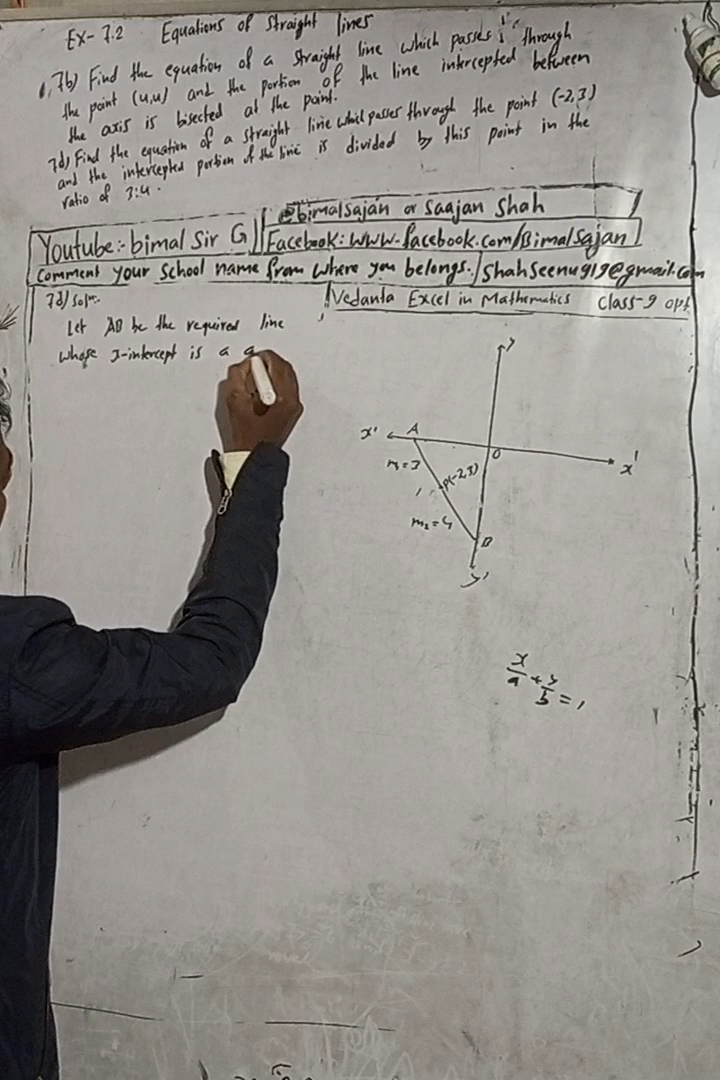 Ex- 7.2 Equations of straight lines
7b) Find the equation of a straight line which passes through
the point (4,4) and the portion of the line intercepted between
the axis is bisected at the point.
7d) Find the equation of a straight line which passes through the point (-2,3)
and the intercepted portion of the line is divided by this point in the
ratio of 3:4.
@bimalsajan or Saajan Shah
Youtube:- bimal Sir G
Facebook: www.facebook.com/Bimalsajan
Comment your School name from where you belongs. / Shahseenu919@gmail.com
7d) Solⁿ:
Vedanta Excel in Mathematics Class-9 opt
Let AB be the required line
whose x-intercept is a a
y
x' A
O
x'
m₁=3
P(-2,3)
m₂=4
B
y'
x/a + y/b = 1